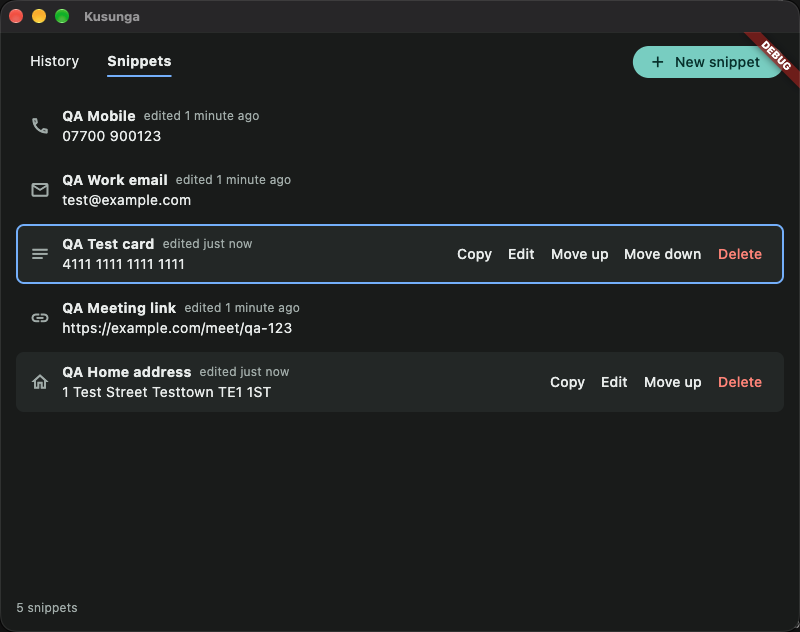 Kusunga
History Snippets + New snippet
DEBUG
QA Mobile edited 1 minute ago
07700 900123
QA Work email edited 1 minute ago
test@example.com
QA Test card edited just now
4111 1111 1111 1111
Copy Edit Move up Move down Delete
QA Meeting link edited 1 minute ago
https://example.com/meet/qa-123
QA Home address edited just now
1 Test Street Testtown TE1 1ST
Copy Edit Move up Delete
5 snippets